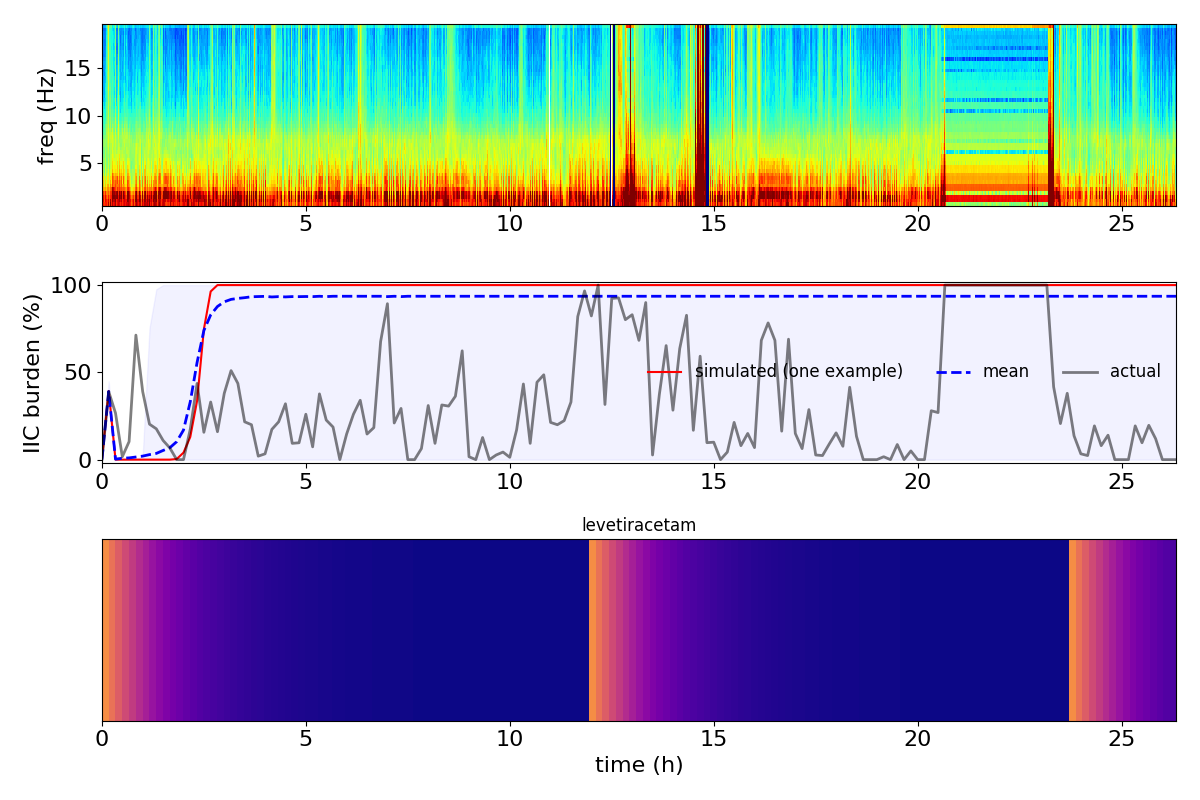 freq (Hz)
15
10
5
0 5 10 15 20 25
IIC burden (%)
100
50
0
simulated (one example) mean actual
0 5 10 15 20 25
levetiracetam
0 5 10 15 20 25
time (h)